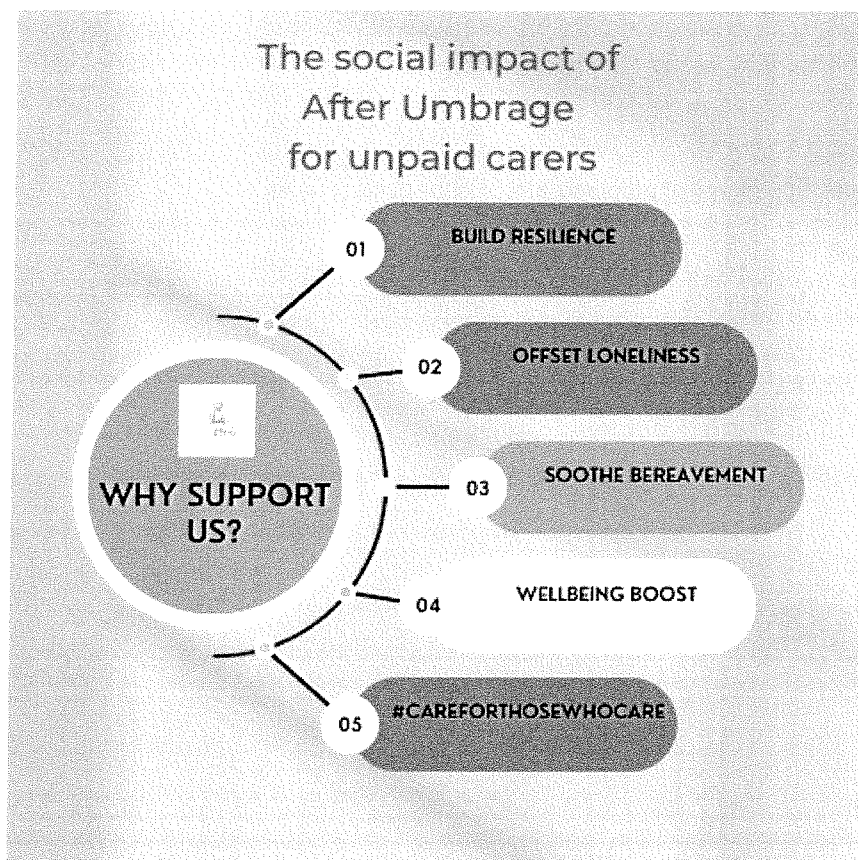 The social impact of
After Umbrage
for unpaid carers
01
BUILD RESILIENCE
02
OFFSET LONELINESS
WHY SUPPORT
US?
03
SOOTHE BEREAVEMENT
04
WELLBEING BOOST
05
#CAREFORTHOSEWHOCARE